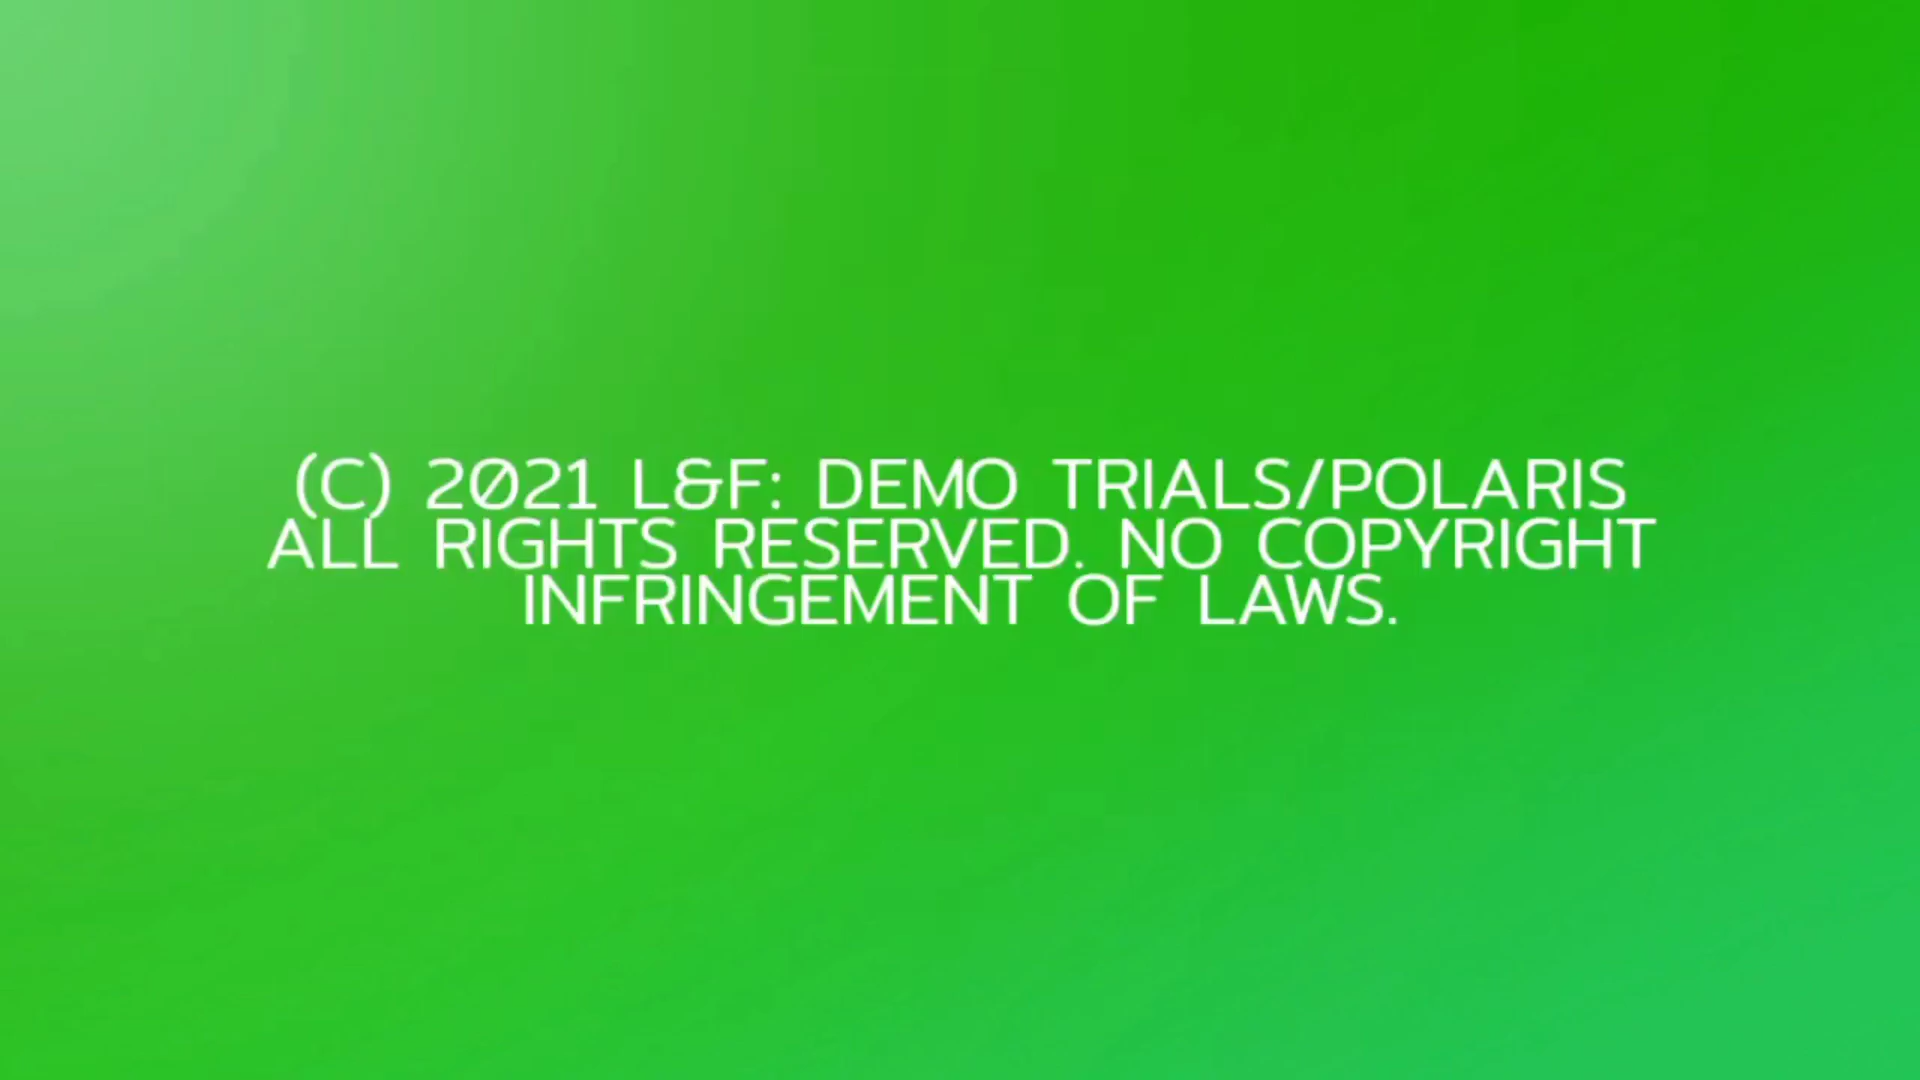 (C) 2021 L&F: DEMO TRIALS/POLARIS
ALL RIGHTS RESERVED. NO COPYRIGHT
INFRINGEMENT OF LAWS.